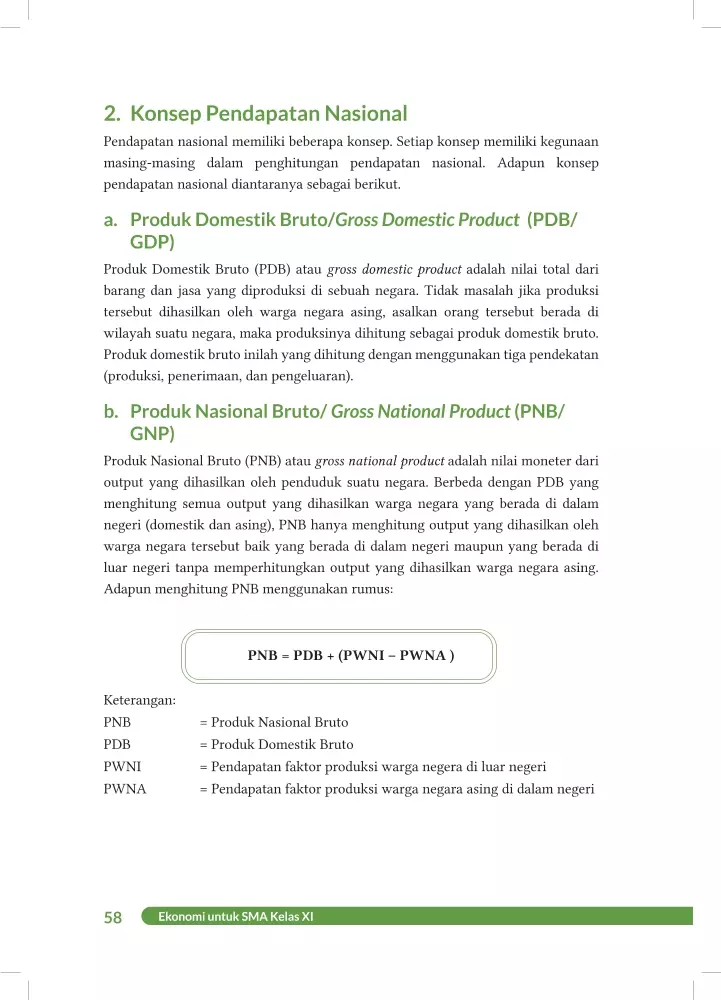 2. Konsep Pendapatan Nasional
Pendapatan nasional memiliki beberapa konsep. Setiap konsep memiliki kegunaan
masing-masing dalam penghitungan pendapatan nasional. Adapun konsep
pendapatan nasional diantaranya sebagai berikut.
a. Produk Domestik Bruto/Gross Domestic Product (PDB/
GDP)
Produk Domestik Bruto (PDB) atau gross domestic product adalah nilai total dari
barang dan jasa yang diproduksi di sebuah negara. Tidak masalah jika produksi
tersebut dihasilkan oleh warga negara asing, asalkan orang tersebut berada di
wilayah suatu negara, maka produksinya dihitung sebagai produk domestik bruto.
Produk domestik bruto inilah yang dihitung dengan menggunakan tiga pendekatan
(produksi, penerimaan, dan pengeluaran).
b. Produk Nasional Bruto/ Gross National Product (PNB/
GNP)
Produk Nasional Bruto (PNB) atau gross national product adalah nilai moneter dari
output yang dihasilkan oleh penduduk suatu negara. Berbeda dengan PDB yang
menghitung semua output yang dihasilkan warga negara yang berada di dalam
negeri (domestik dan asing), PNB hanya menghitung output yang dihasilkan oleh
warga negara tersebut baik yang berada di dalam negeri maupun yang berada di
luar negeri tanpa memperhitungkan output yang dihasilkan warga negara asing.
Adapun menghitung PNB menggunakan rumus:
PNB = PDB + (PWNI – PWNA )
Keterangan:
PNB = Produk Nasional Bruto
PDB = Produk Domestik Bruto
PWNI = Pendapatan faktor produksi warga negera di luar negeri
PWNA = Pendapatan faktor produksi warga negara asing di dalam negeri
58 Ekonomi untuk SMA Kelas XI